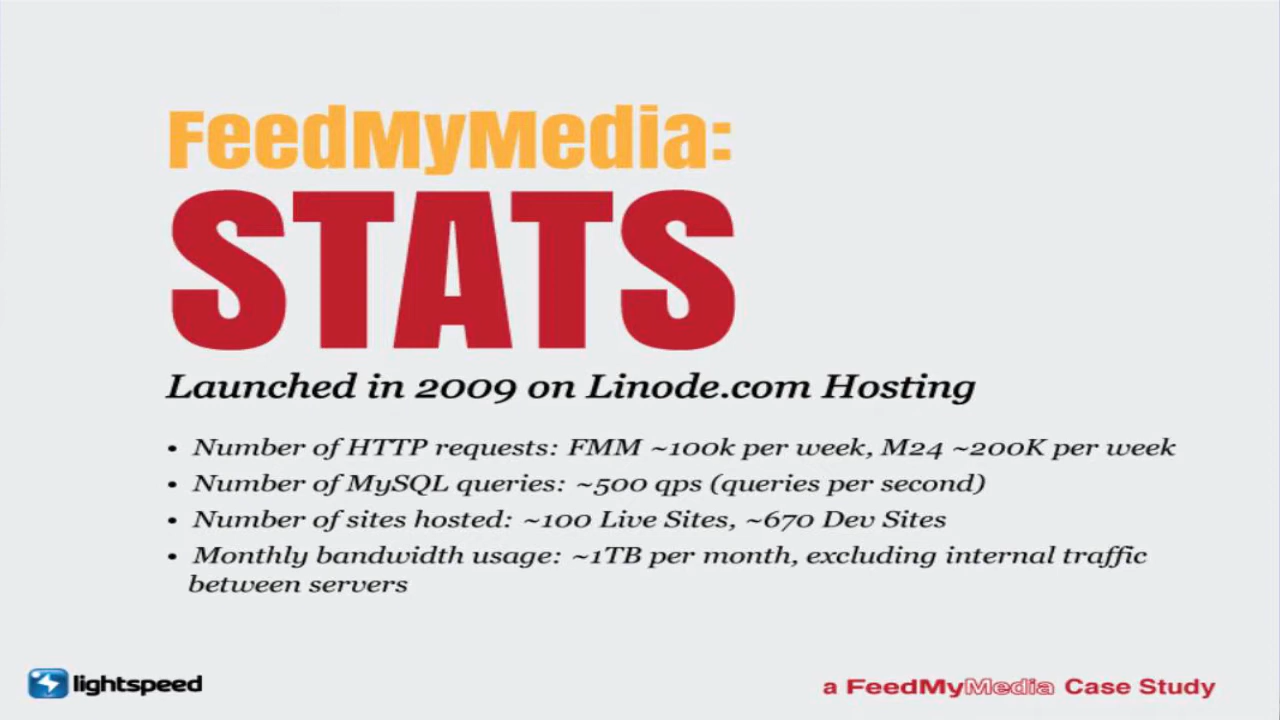 FeedMyMedia:
STATS
Launched in 2009 on Linode.com Hosting
• Number of HTTP requests: FMM ~100k per week, M24 ~200K per week
• Number of MySQL queries: ~500 qps (queries per second)
• Number of sites hosted: ~100 Live Sites, ~670 Dev Sites
• Monthly bandwidth usage: ~1TB per month, excluding internal traffic
between servers
lightspeed
a FeedMyMedia Case Study